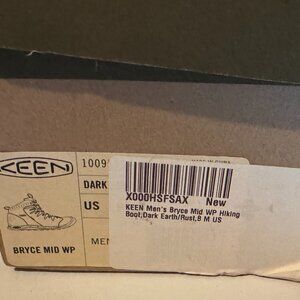 KEEN
1009
DARK
US
BRYCE MID WP
MEN
X000HSFSAX New
KEEN Men's Bryce Mid WP Hiking
Boot,Dark Earth/Rust,8 M US